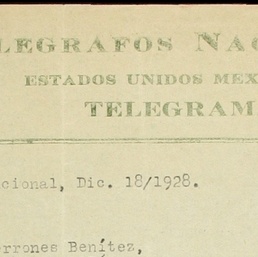 LEGRAFOS NAC
ESTADOS UNIDOS MEX
TELEGRAM
cional, Dic. 18/1928.
rrones Benítez,